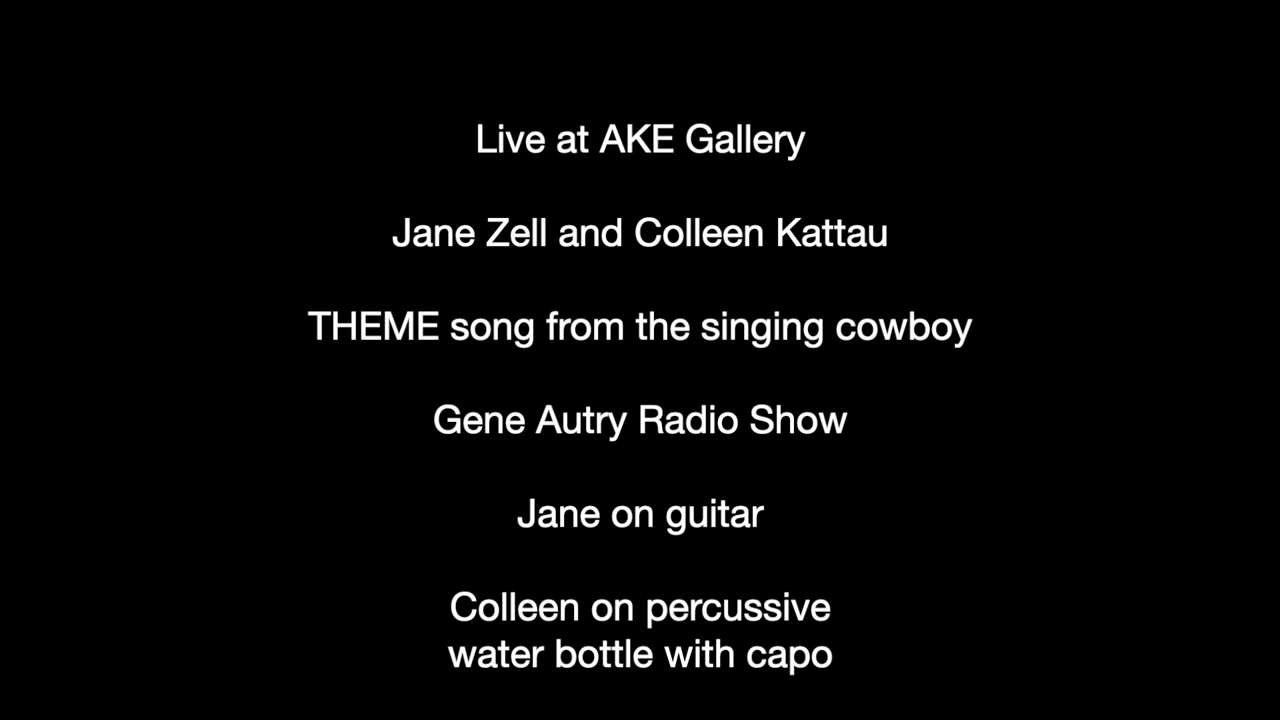 Live at AKE Gallery
Jane Zell and Colleen Kattau
THEME song from the singing cowboy
Gene Autry Radio Show
Jane on guitar
Colleen on percussive
water bottle with capo